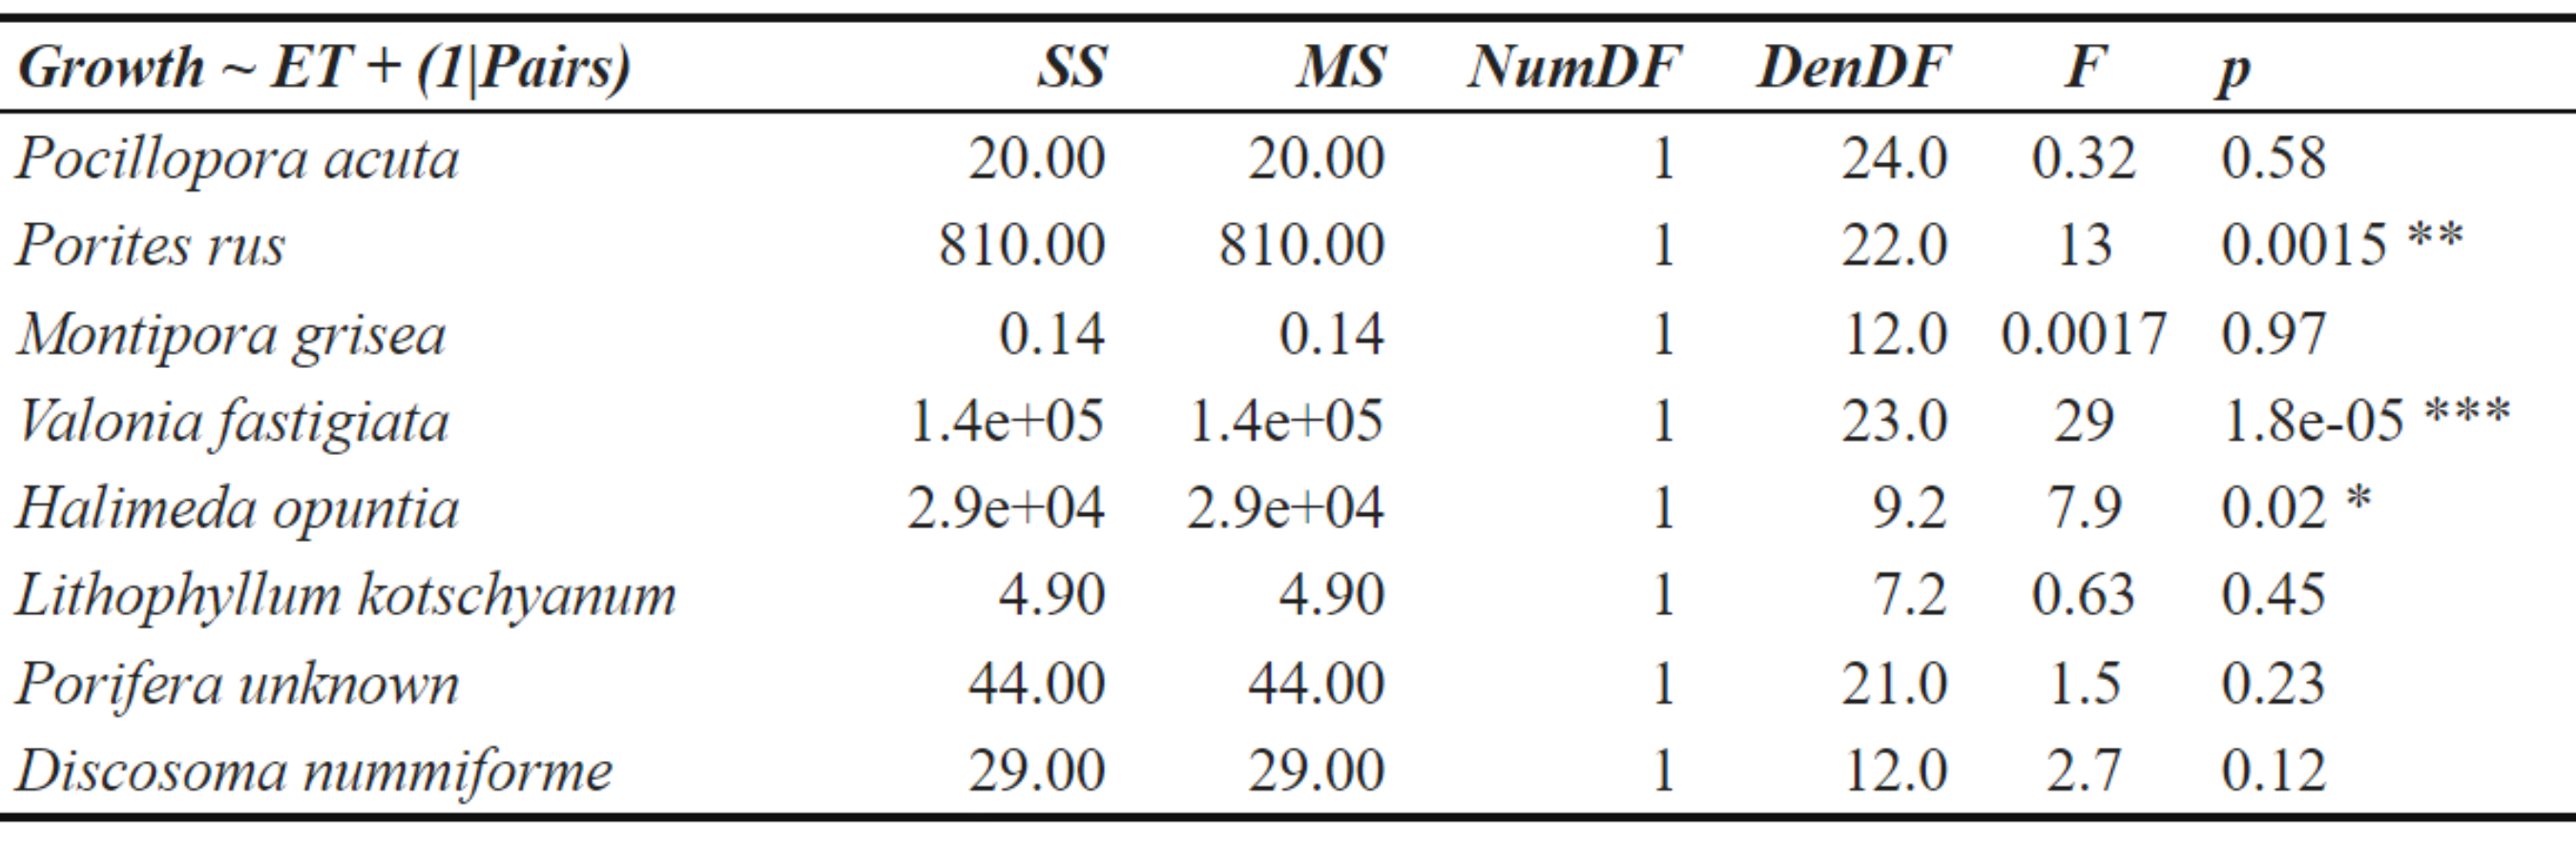 Growth ~ ET + (1|Pairs) SS MS NumDF DenDF F p
Pocillopora acuta 20.00 20.00 1 24.0 0.32 0.58
Porites rus 810.00 810.00 1 22.0 13 0.0015 **
Montipora grisea 0.14 0.14 1 12.0 0.0017 0.97
Valonia fastigiata 1.4e+05 1.4e+05 1 23.0 29 1.8e-05 ***
Halimeda opuntia 2.9e+04 2.9e+04 1 9.2 7.9 0.02 *
Lithophyllum kotschyanum 4.90 4.90 1 7.2 0.63 0.45
Porifera unknown 44.00 44.00 1 21.0 1.5 0.23
Discosoma nummiforme 29.00 29.00 1 12.0 2.7 0.12